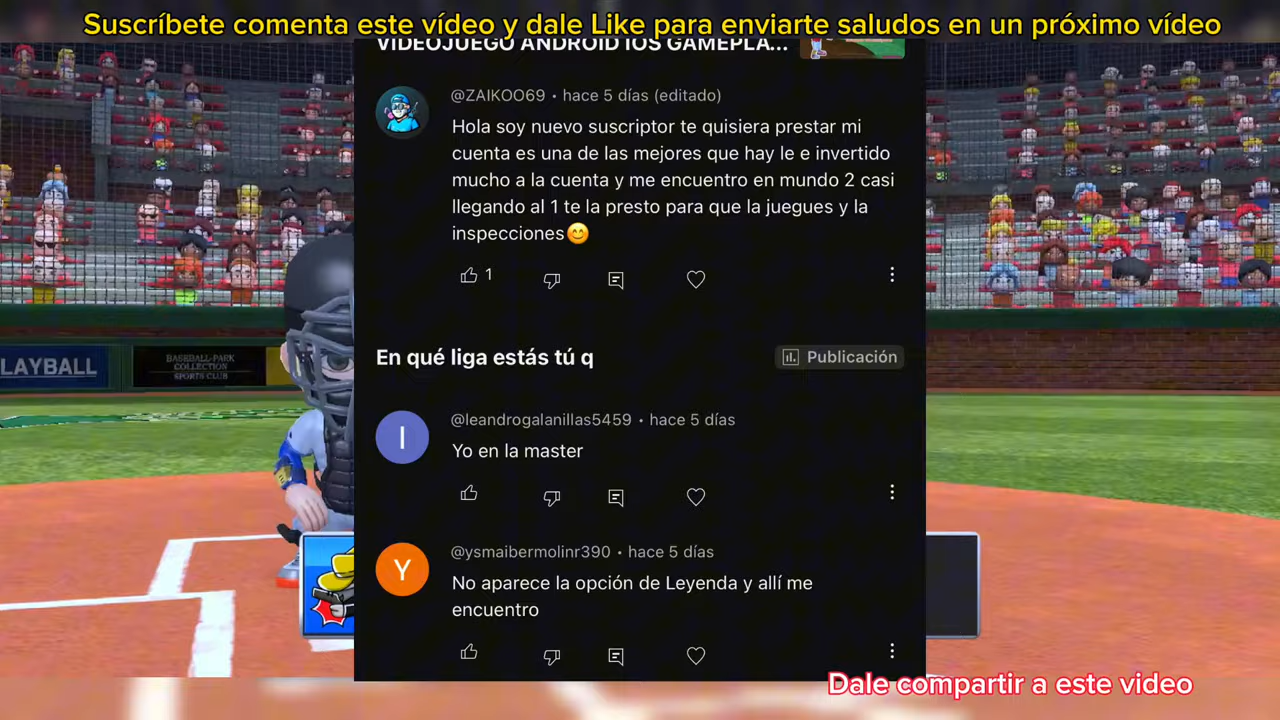 Suscríbete comenta este vídeo y dale Like para enviarte saludos en un próximo vídeo
VIDEOJUEGO ANDROID IOS GAMEPLA...
@ZAIKOO69 • hace 5 días (editado)
Hola soy nuevo suscriptor te quisiera prestar mi
cuenta es una de las mejores que hay le e invertido
mucho a la cuenta y me encuentro en mundo 2 casi
llegando al 1 te la presto para que la juegues y la
inspecciones😊
1
En qué liga estás tú q
Publicación
LAYBALL
BASEBALL-PARK
COLLECTION
SPORTS CLUB
I
@leandrogalanillas5459 • hace 5 días
Yo en la master
Y
@ysmaibermolinr390 • hace 5 días
No aparece la opción de Leyenda y allí me
encuentro
Dale compartir a este video